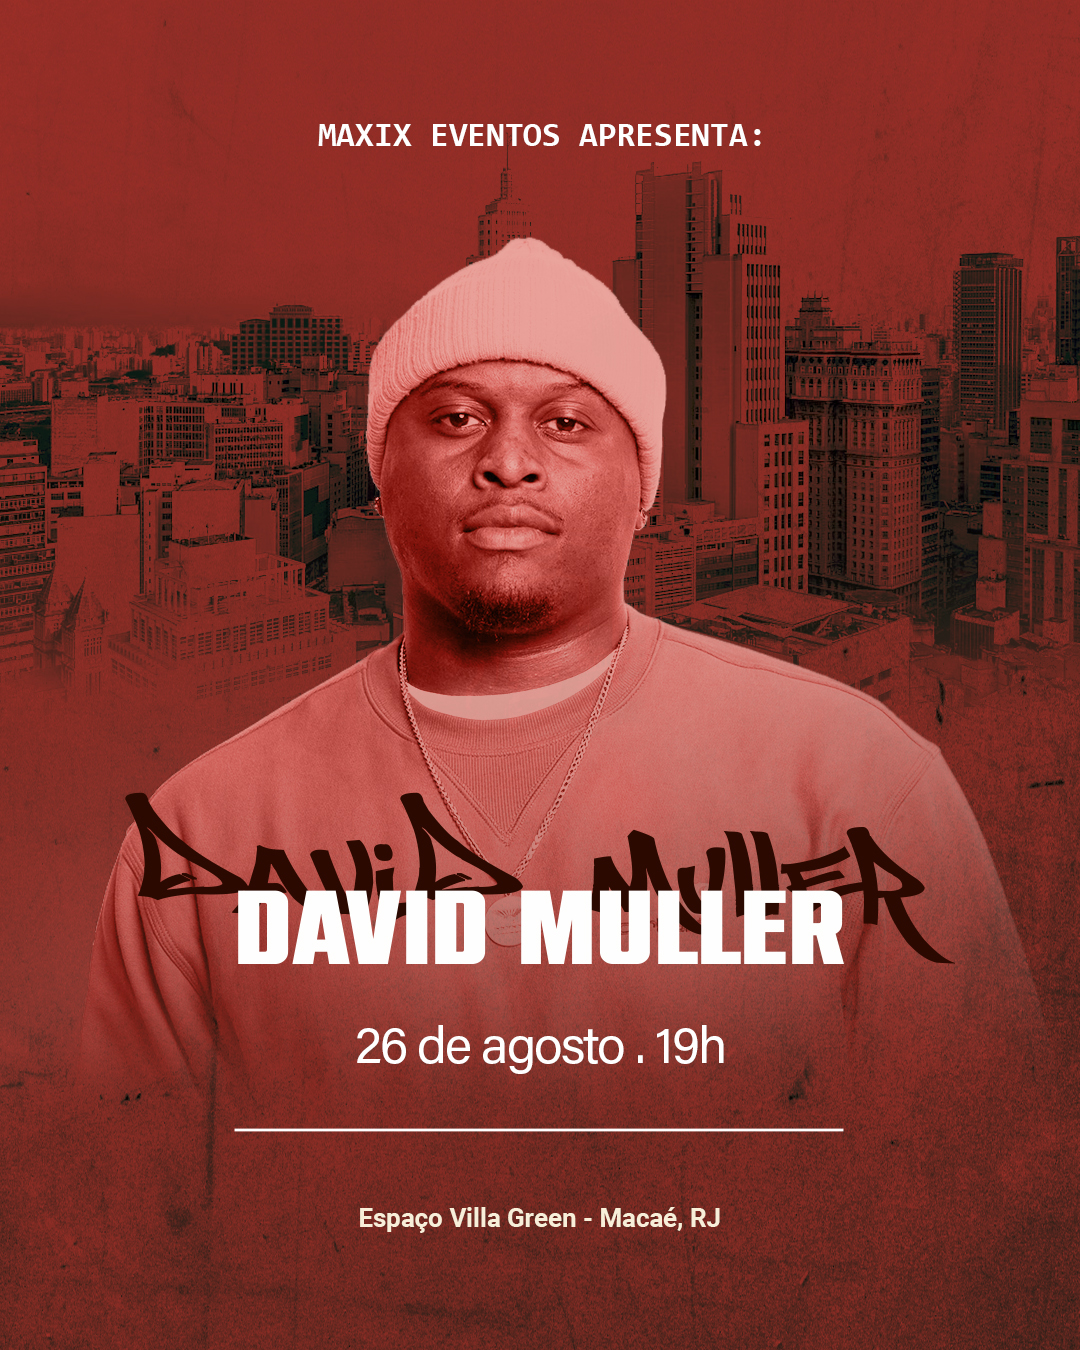 MAXIX EVENTOS APRESENTA:
DAViD MullER
DAVID MULLER
26 de agosto . 19h
Espaço Villa Green - Macaé, RJ